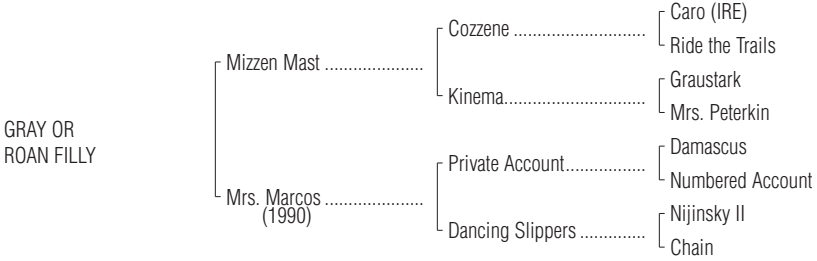 Caro (IRE)
Cozzene ............................
Ride the Trails
Mizzen Mast .....................
Graustark
Kinema..............................
Mrs. Peterkin
GRAY OR
ROAN FILLY
Damascus
Private Account.................
Numbered Account
Mrs. Marcos .....................
(1990)
Nijinsky II
Dancing Slippers ..............
Chain